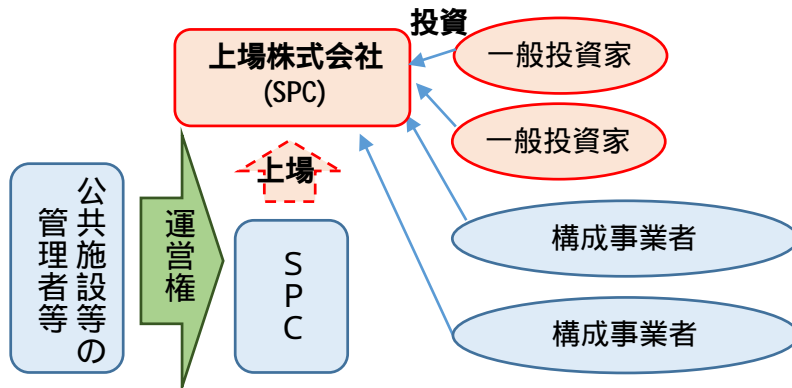 投資
上場株式会社
(SPC)
一般投資家
一般投資家
上場
公共施設等の
管理者等
運営権
SPC
構成事業者
構成事業者